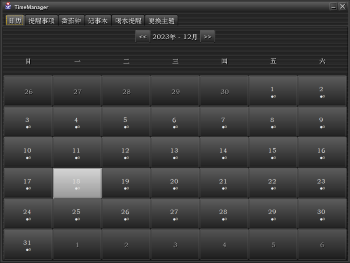 TimeManager
日历 提醒事项 番茄钟 记事本 喝水提醒 更换主题
<< 2023年 - 12月 >>
日 一 二 三 四 五 六
26 27 28 29 30 1 2
3 4 5 6 7 8 9
10 11 12 13 14 15 16
17 18 19 20 21 22 23
24 25 26 27 28 29 30
31 1 2 3 4 5 6